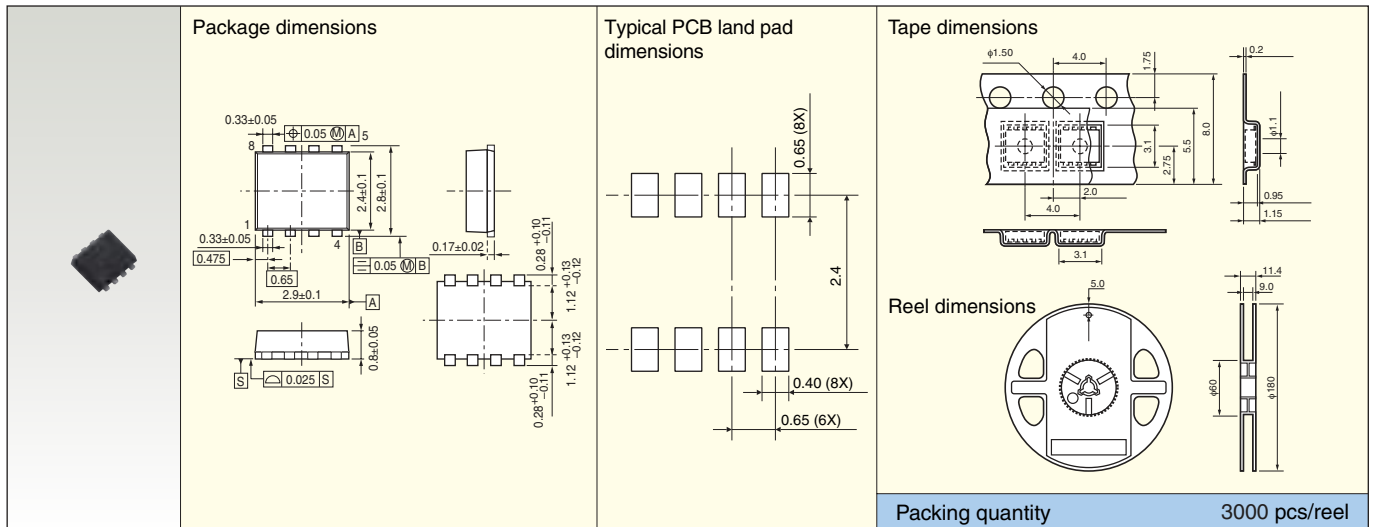 Package dimensions
0.33±0.05
⌖ 0.05 Ⓜ A
5
8
2.4±0.1
2.8±0.1
1
4
0.33±0.05
B
0.475
⌯ 0.05 Ⓜ B
0.65
2.9±0.1
A
0.8±0.05
S
⌓ 0.025 S
0.17±0.02
0.28 +0.10 −0.11
1.12 +0.13 −0.12
1.12 +0.13 −0.12
0.28 +0.10 −0.11
Typical PCB land pad
dimensions
0.65 (8X)
2.4
0.40 (8X)
0.65 (6X)
Tape dimensions
φ1.50
4.0
1.75
0.2
3.1
2.75
5.5
8.0
φ1.1
2.0
4.0
0.95
1.15
3.1
Reel dimensions
5.0
11.4
9.0
φ60
φ180
Packing quantity 3000 pcs/reel